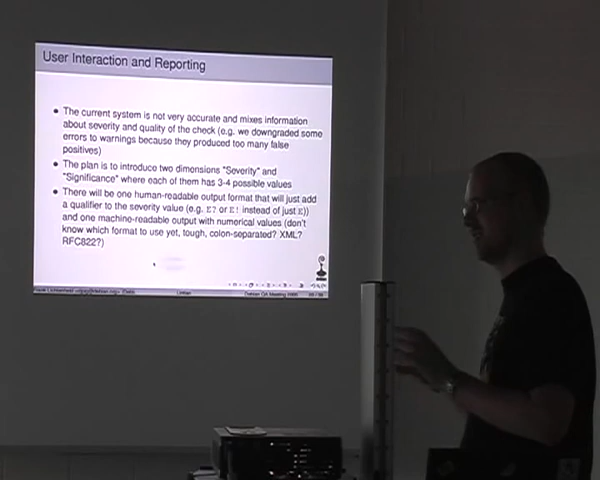 User Interaction and Reporting
• The current system is not very accurate and mixes information
about severity and quality of the check (e.g. we downgraded some
errors to warnings because they produced too many false
positives)
• The plan is to introduce two dimensions "Severity" and
"Significance" where each of them has 3-4 possible values
• There will be one human-readable output format that will just add
a qualifier to the severity value (e.g. E? or E! instead of just E))
and one machine-readable output with numerical values (don't
know which format to use yet, tough, colon-separated? XML?
RFC822?)
Lintian
Debian QA Meeting